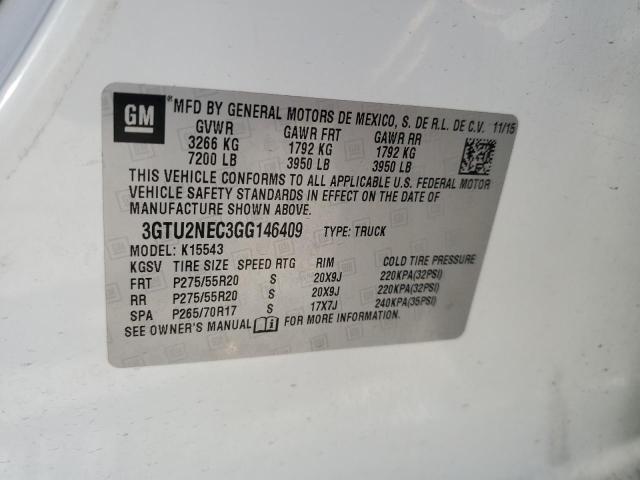 GM
®MFD BY GENERAL MOTORS DE MEXICO, S. DE R.L. DE C.V. 11/15
GVWR GAWR FRT GAWR RR
3266 KG 1792 KG 1792 KG
7200 LB 3950 LB 3950 LB
THIS VEHICLE CONFORMS TO ALL APPLICABLE U.S. FEDERAL MOTOR
VEHICLE SAFETY STANDARDS IN EFFECT ON THE DATE OF
MANUFACTURE SHOWN ABOVE.
3GTU2NEC3GG146409 TYPE: TRUCK
MODEL: K15543
KGSV TIRE SIZE SPEED RTG RIM COLD TIRE PRESSURE
FRT P275/55R20 S 20X9J 220KPA(32PSI)
RR P275/55R20 S 20X9J 220KPA(32PSI)
SPA P265/70R17 S 17X7J 240KPA(35PSI)
SEE OWNER'S MANUAL FOR MORE INFORMATION.